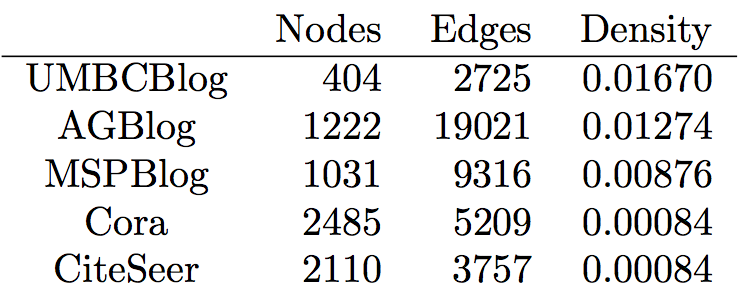 Nodes Edges Density
UMBCBlog 404 2725 0.01670
AGBlog 1222 19021 0.01274
MSPBlog 1031 9316 0.00876
Cora 2485 5209 0.00084
CiteSeer 2110 3757 0.00084